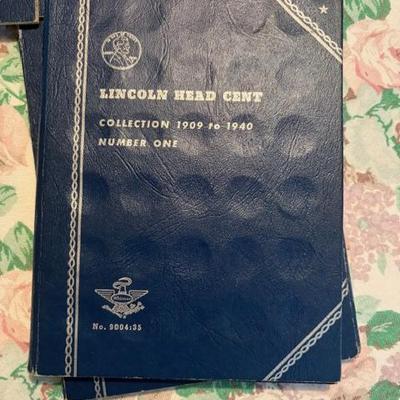 LINCOLN HEAD CENT
COLLECTION 1909 to 1940
NUMBER ONE
No. 9004:35